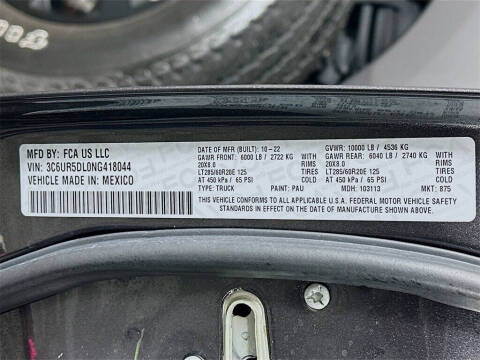 MFD BY: FCA US LLC
VIN: 3C6UR5DL0NG418044
VEHICLE MADE IN: MEXICO
DATE OF MFR (BUILT): 10-22 GVWR: 10000 LB / 4536 KG
GAWR FRONT: 6000 LB / 2722 KG WITH GAWR REAR: 6040 LB / 2740 KG WITH
20X8.0 RIMS 20X8.0 RIMS
LT285/60R20E 125 TIRES LT285/60R20E 125 TIRES
AT 450 kPa / 65 PSI COLD AT 450 kPa / 65 PSI COLD
TYPE: TRUCK PAINT: PAU MDH: 103113 MKT: 875
THIS VEHICLE CONFORMS TO ALL APPLICABLE U.S.A. FEDERAL MOTOR VEHICLE SAFETY
STANDARDS IN EFFECT ON THE DATE OF MANUFACTURE SHOWN ABOVE.